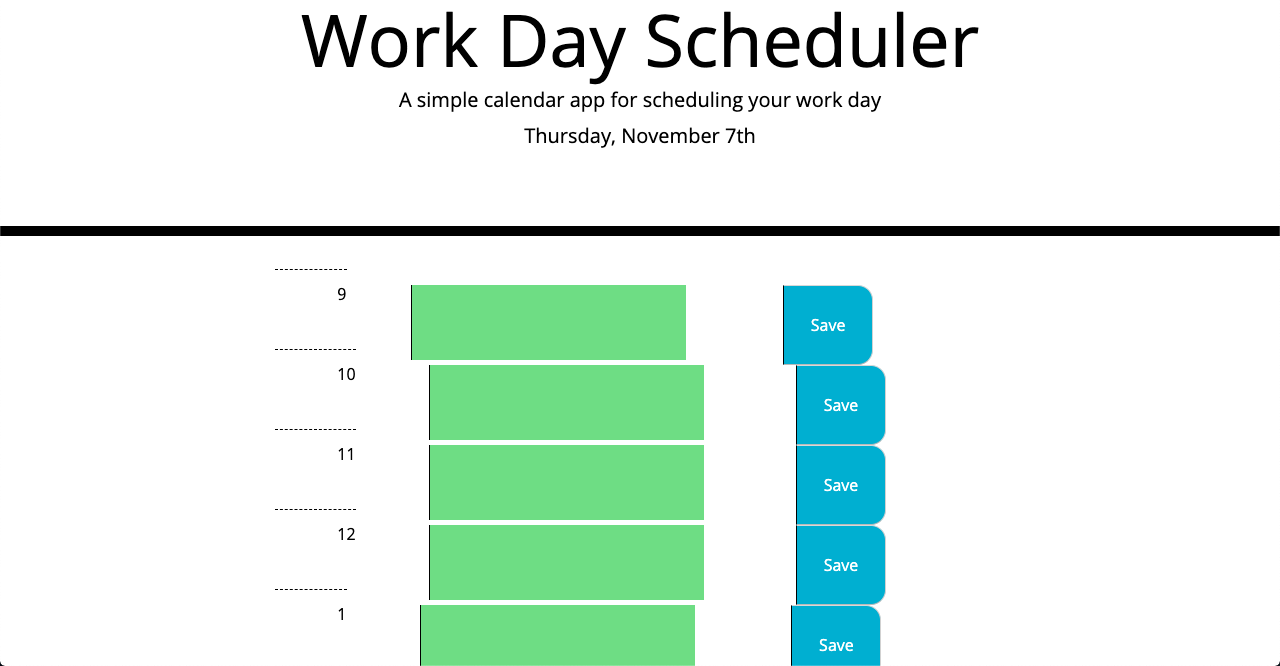 Work Day Scheduler
A simple calendar app for scheduling your work day
Thursday, November 7th
9
Save
10
Save
11
Save
12
Save
1
Save